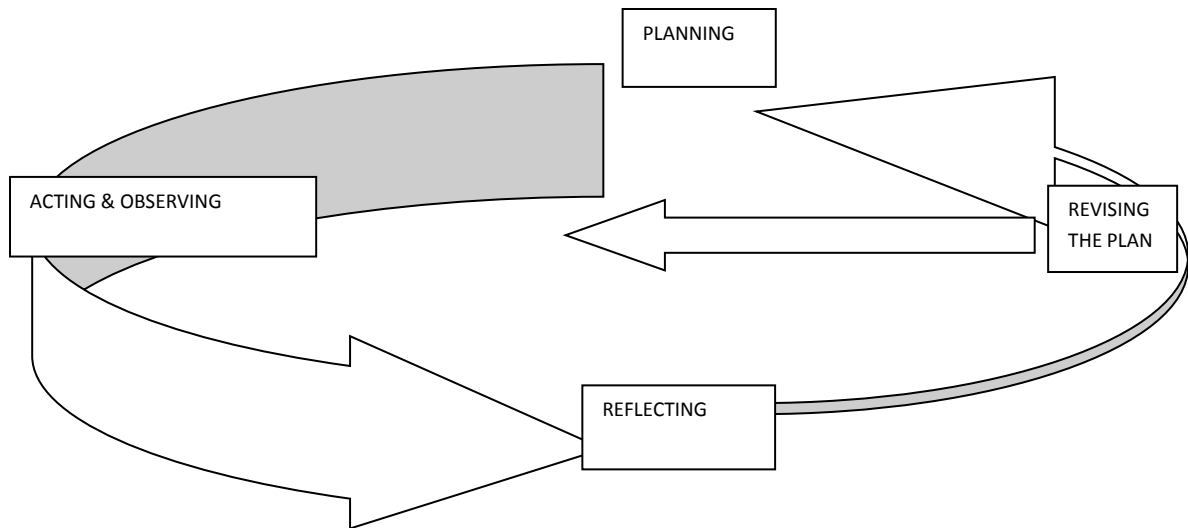 PLANNING
ACTING & OBSERVING
REVISING
THE PLAN
REFLECTING